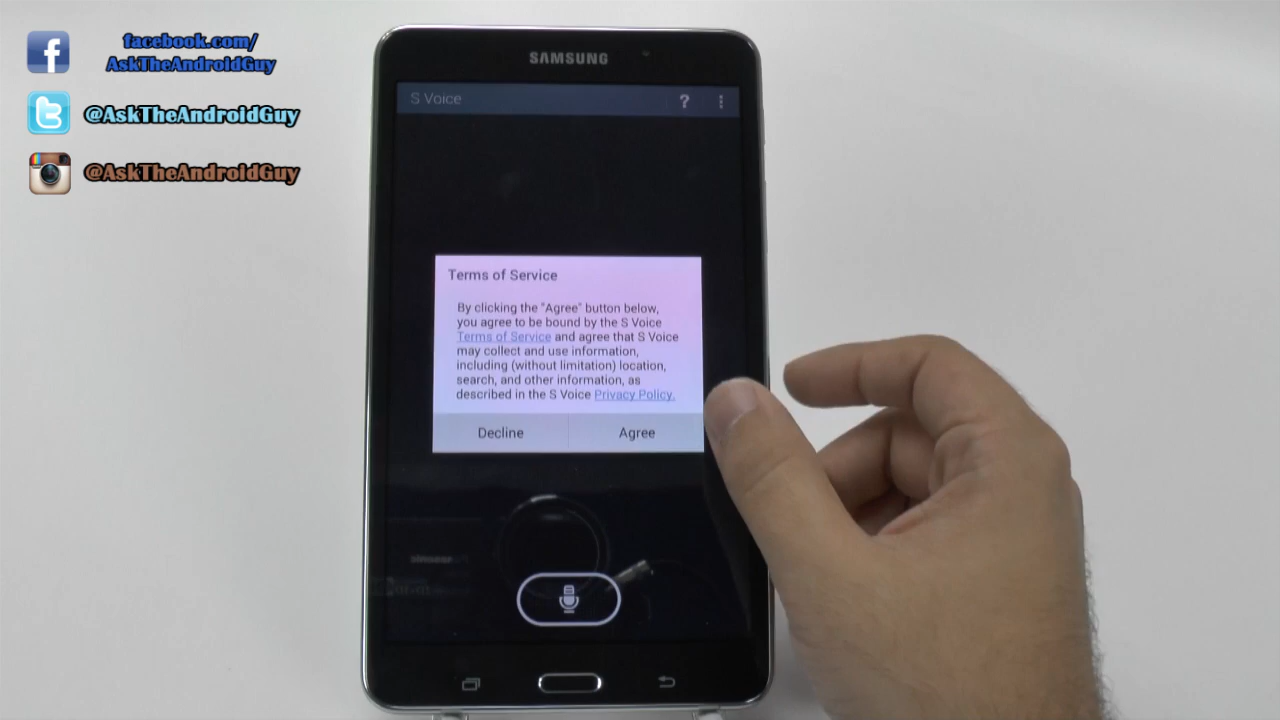 facebook.com/
AskTheAndroidGuy
@AskTheAndroidGuy
@AskTheAndroidGuy
SAMSUNG
S Voice ?
Terms of Service
By clicking the "Agree" button below,
you agree to be bound by the S Voice
Terms of Service and agree that S Voice
may collect and use information,
including (without limitation) location,
search, and other information, as
described in the S Voice Privacy Policy.
Decline Agree